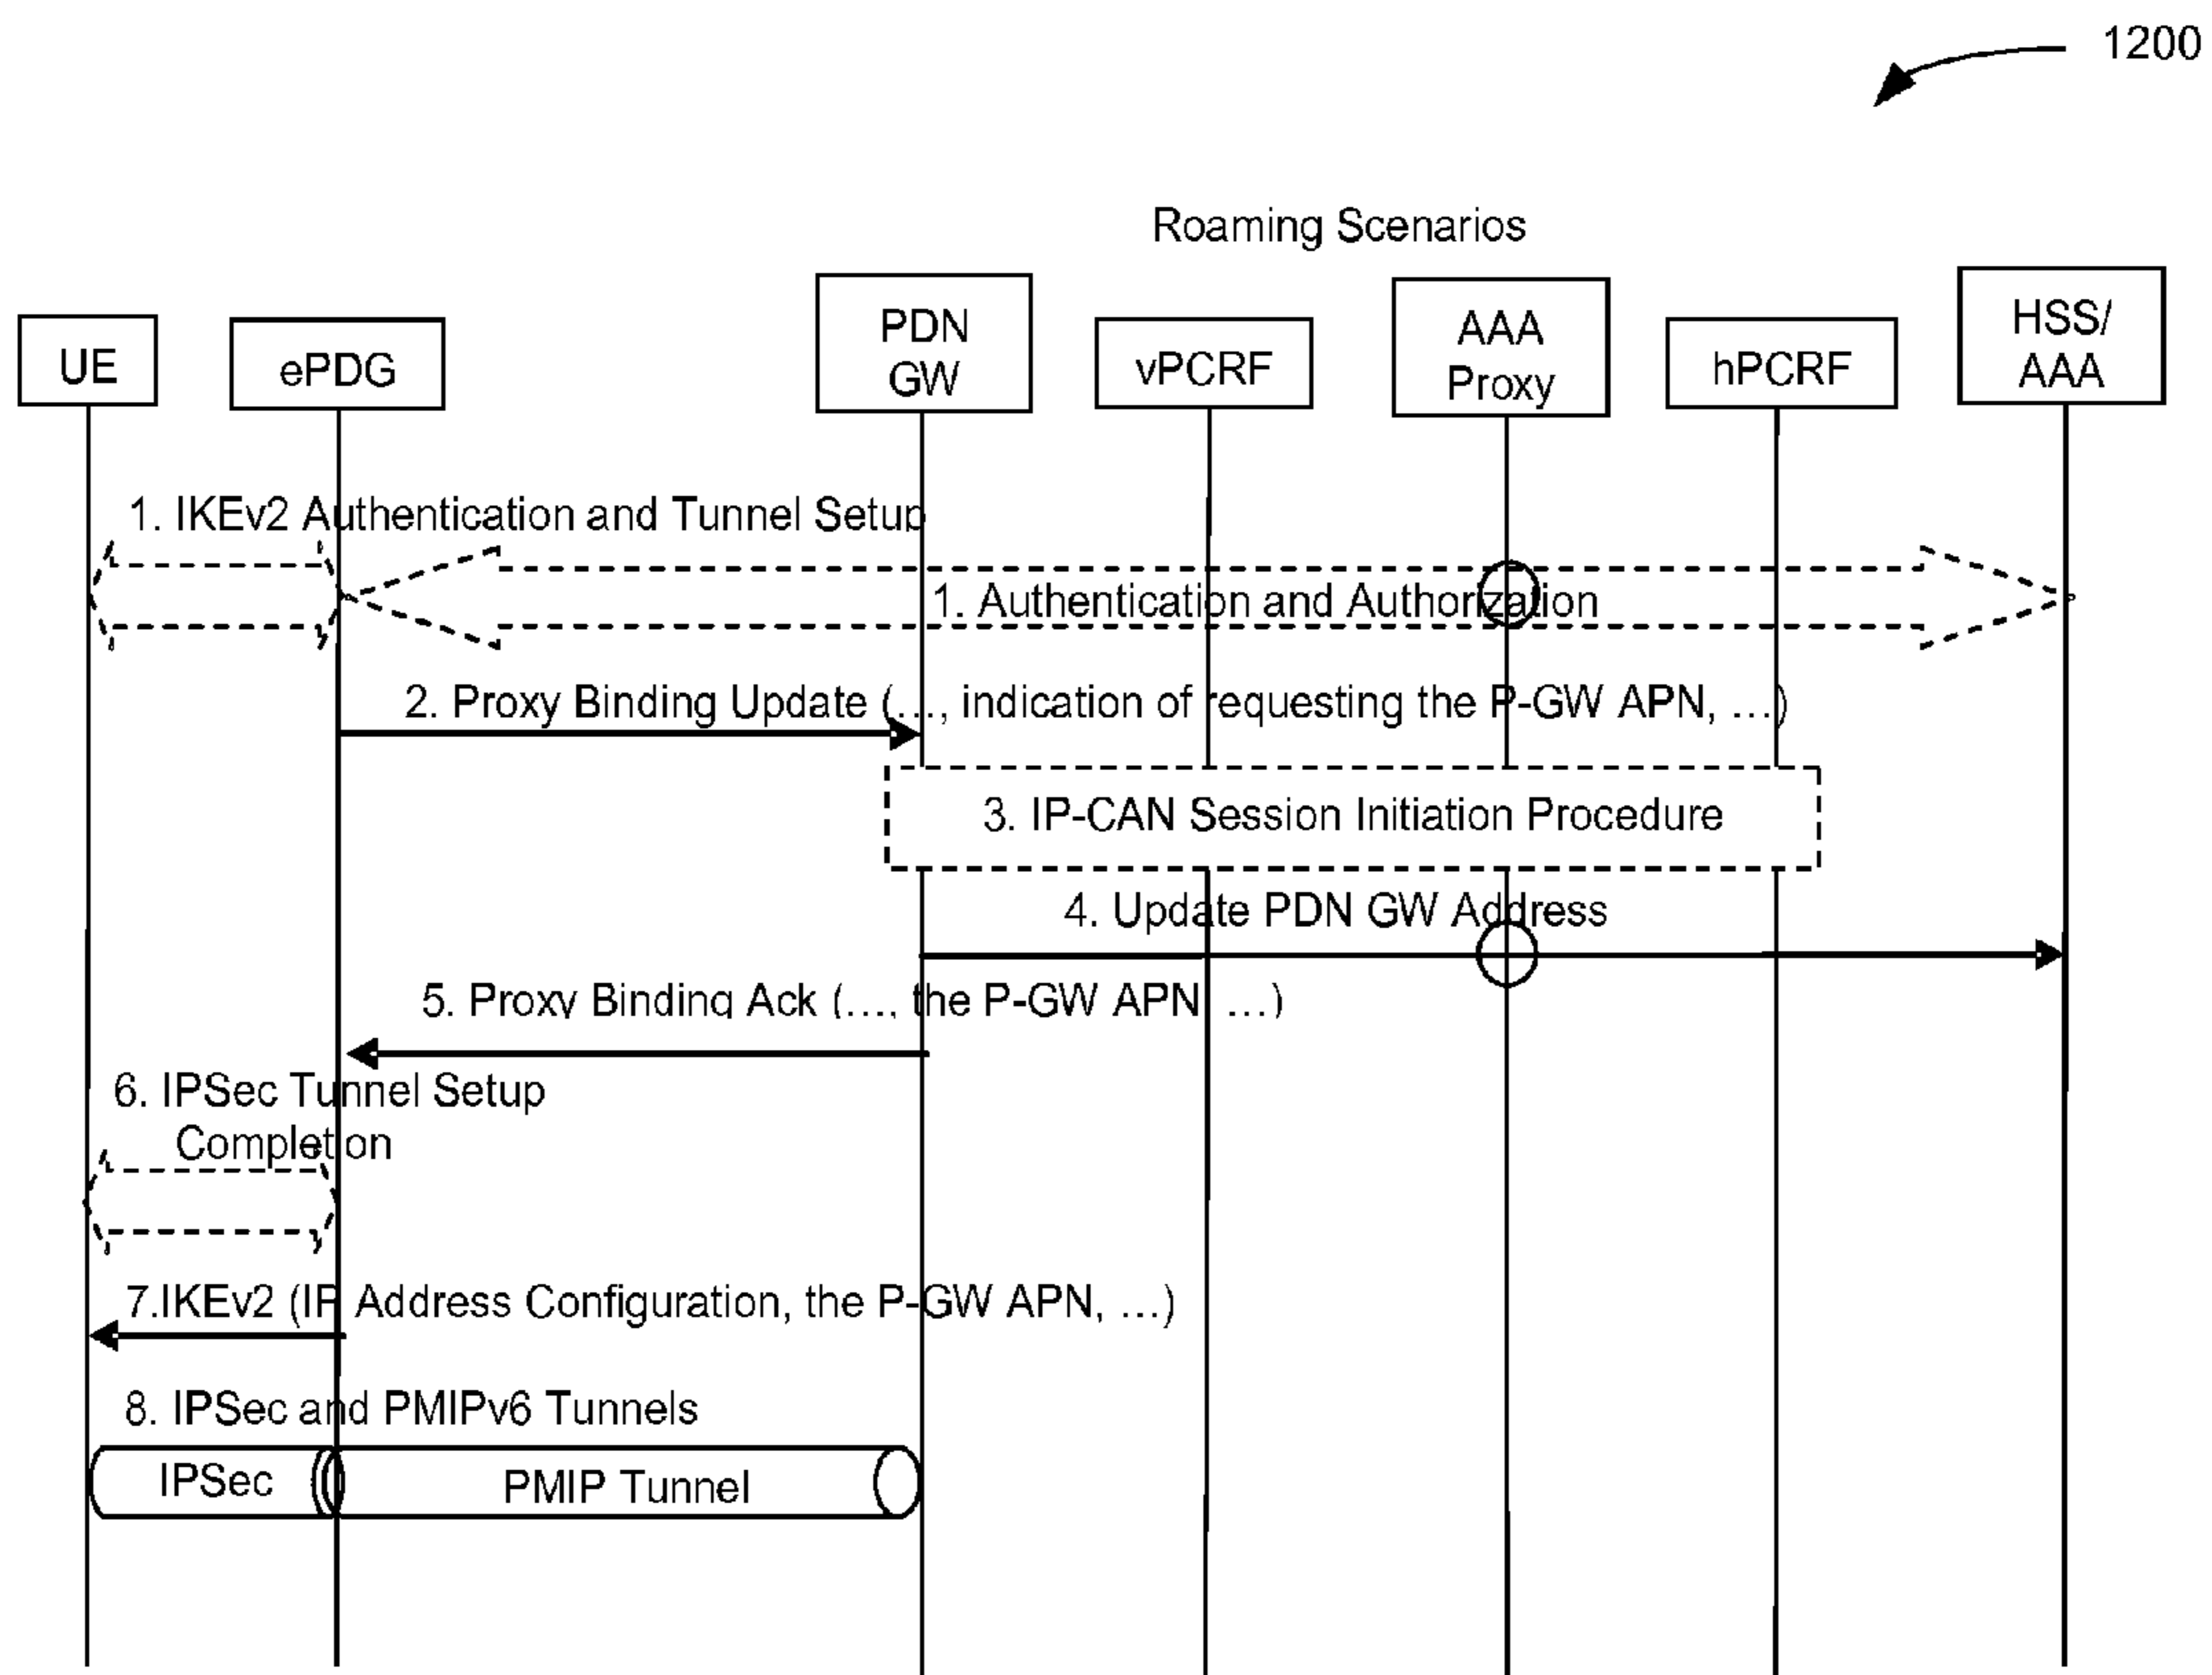 1200
Roaming Scenarios
UE
ePDG
PDN
GW
vPCRF
AAA
Proxy
hPCRF
HSS/
AAA
1. IKEv2 Authentication and Tunnel Setup
1. Authentication and Authorization
2. Proxy Binding Update (..., indication of requesting the P-GW APN, ...)
3. IP-CAN Session Initiation Procedure
4. Update PDN GW Address
5. Proxy Binding Ack (..., the P-GW APN, ...)
6. IPSec Tunnel Setup
Completion
7.IKEv2 (IP Address Configuration, the P-GW APN, ...)
8. IPSec and PMIPv6 Tunnels
IPSec
PMIP Tunnel